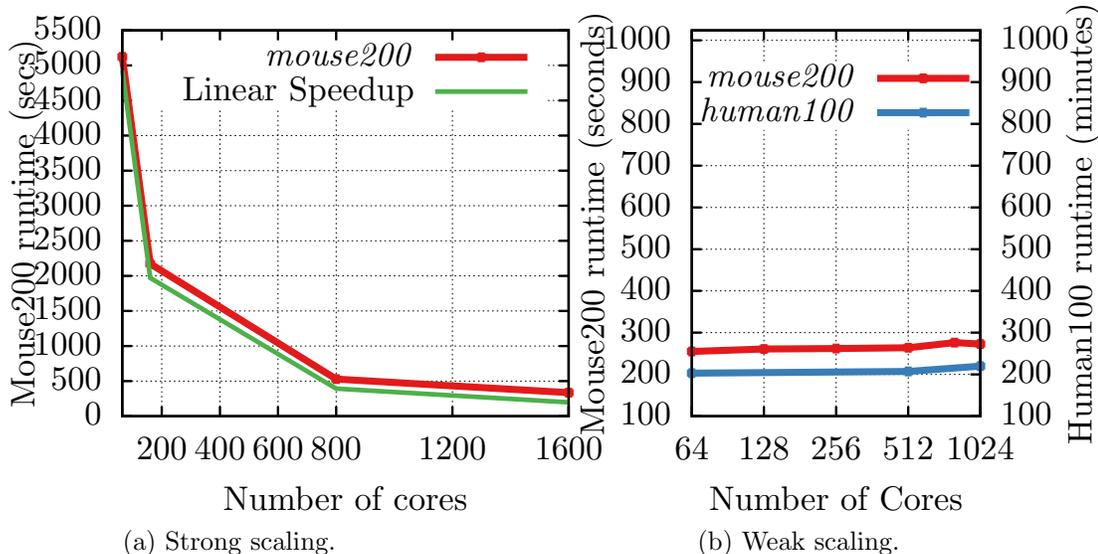 Mouse200 runtime (secs)
5500
5000
4500
4000
3500
3000
2500
2000
1500
1000
500
0
mouse200
Linear Speedup
200 400 600 800 1200 1600
Number of cores
(a) Strong scaling.
Mouse200 runtime (seconds)
1000
900
800
700
600
500
400
300
200
100
mouse200
human100
64 128 256 512 1024
Number of Cores
1000
900
800
700
600
500
400
300
200
100
Human100 runtime (minutes)
(b) Weak scaling.